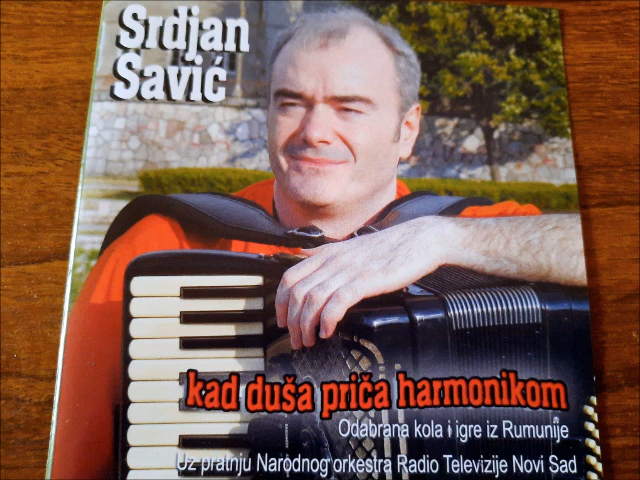 Srdjan
Savić
kad duša priča harmonikom
Odabrana kola i igre iz Rumunije
Uz pratnju Narodnog orkestra Radio Televizije Novi Sad